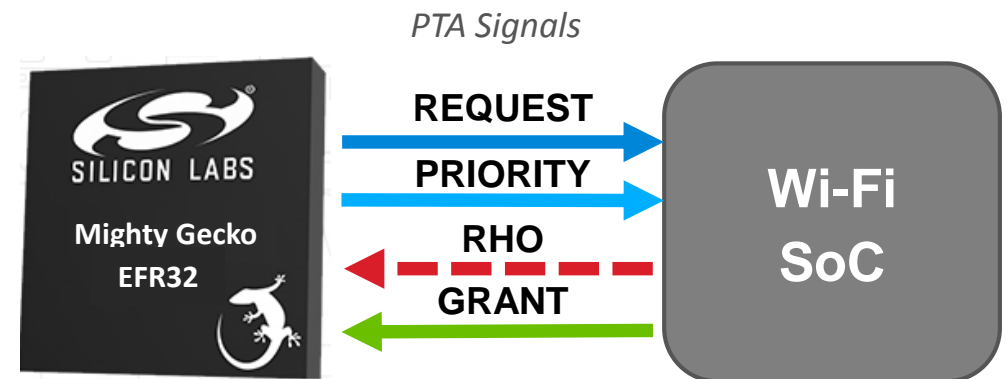 PTA Signals
SILICON LABS
Mighty Gecko
EFR32
REQUEST
PRIORITY
RHO
GRANT
Wi-Fi
SoC